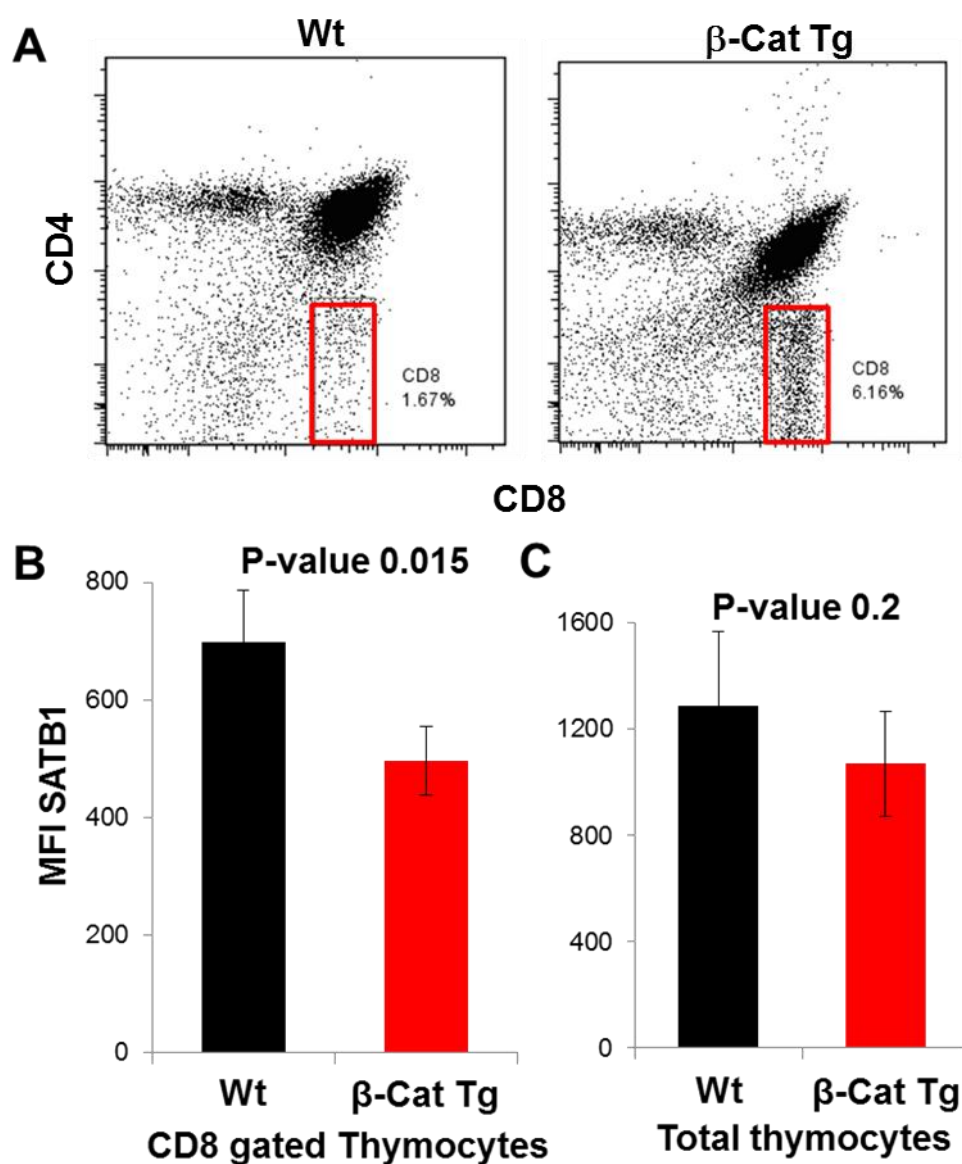 A
Wt
β-Cat Tg
CD4
CD8
1.67%
CD8
6.16%
CD8
B
P-value 0.015
C
P-value 0.2
MFI SATB1
800
600
400
200
0
1600
1200
800
400
0
Wt
β-Cat Tg
Wt
β-Cat Tg
CD8 gated Thymocytes
Total thymocytes